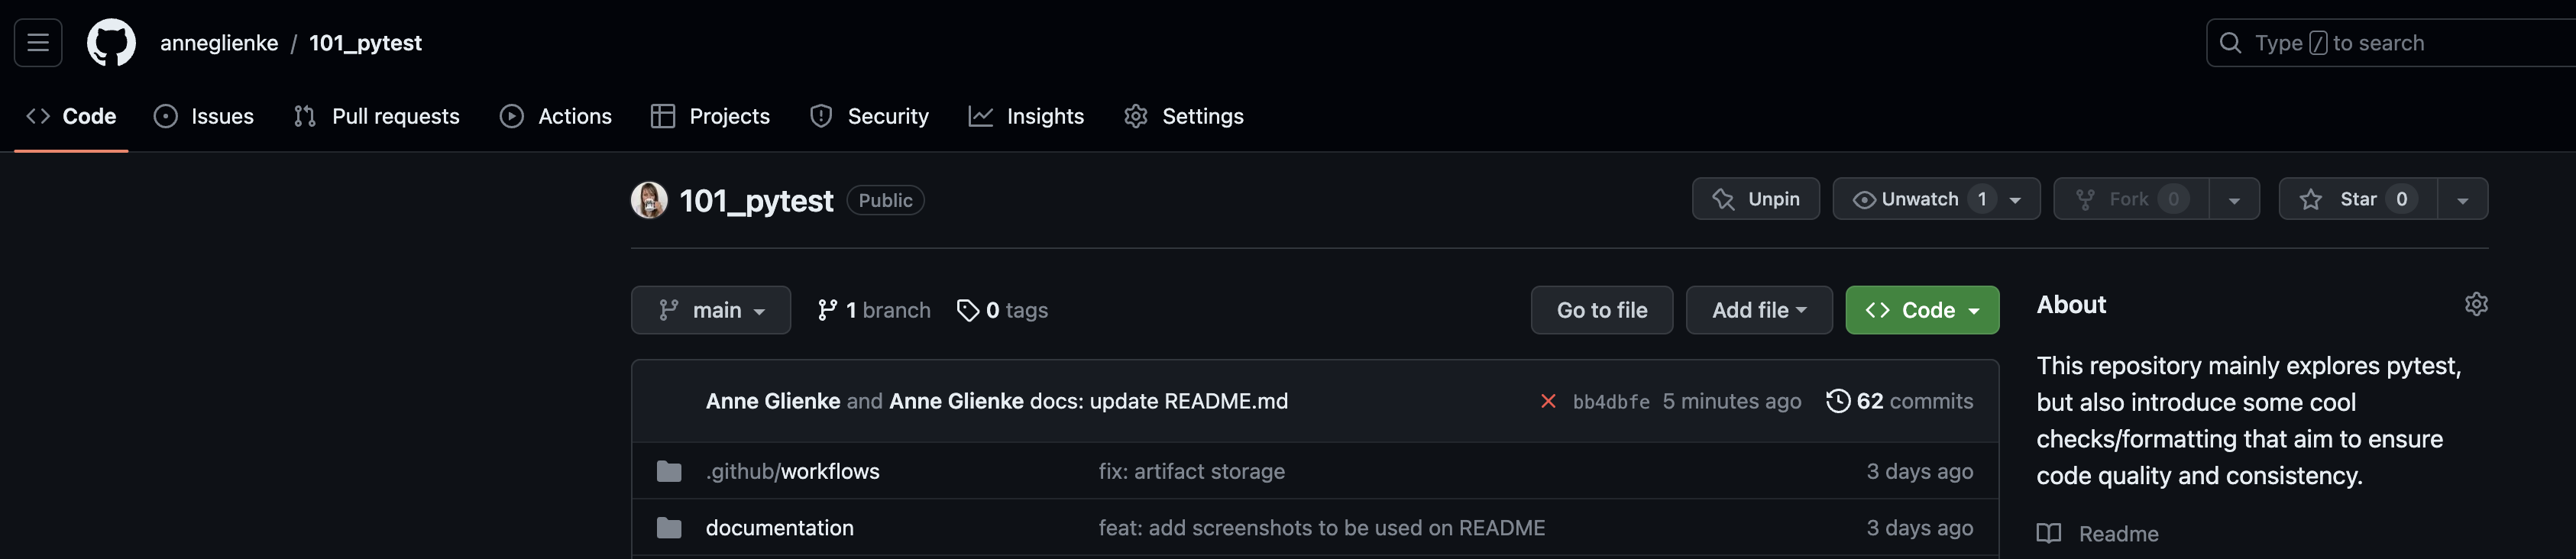 anneglienke / 101_pytest
Type / to search
Code Issues Pull requests Actions Projects Security Insights Settings
101_pytest Public
Unpin Unwatch 1 Fork 0 Star 0
main 1 branch 0 tags
Go to file Add file Code
About
This repository mainly explores pytest,
but also introduce some cool
checks/formatting that aim to ensure
code quality and consistency.
Readme
Anne Glienke and Anne Glienke docs: update README.md bb4dbfe 5 minutes ago 62 commits
.github/workflows fix: artifact storage 3 days ago
documentation feat: add screenshots to be used on README 3 days ago